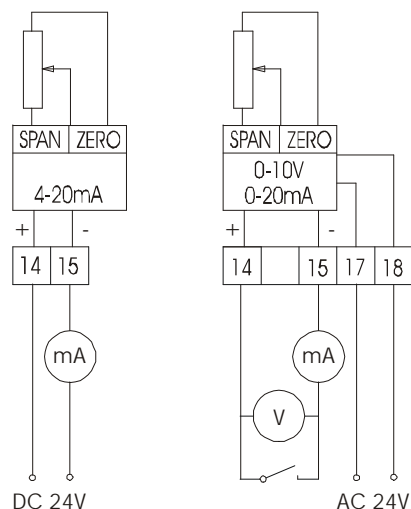 SPAN ZERO
4-20mA
+ -
14 15
mA
DC 24V
SPAN ZERO
0-10V
0-20mA
+ -
14 15 17 18
mA
V
AC 24V